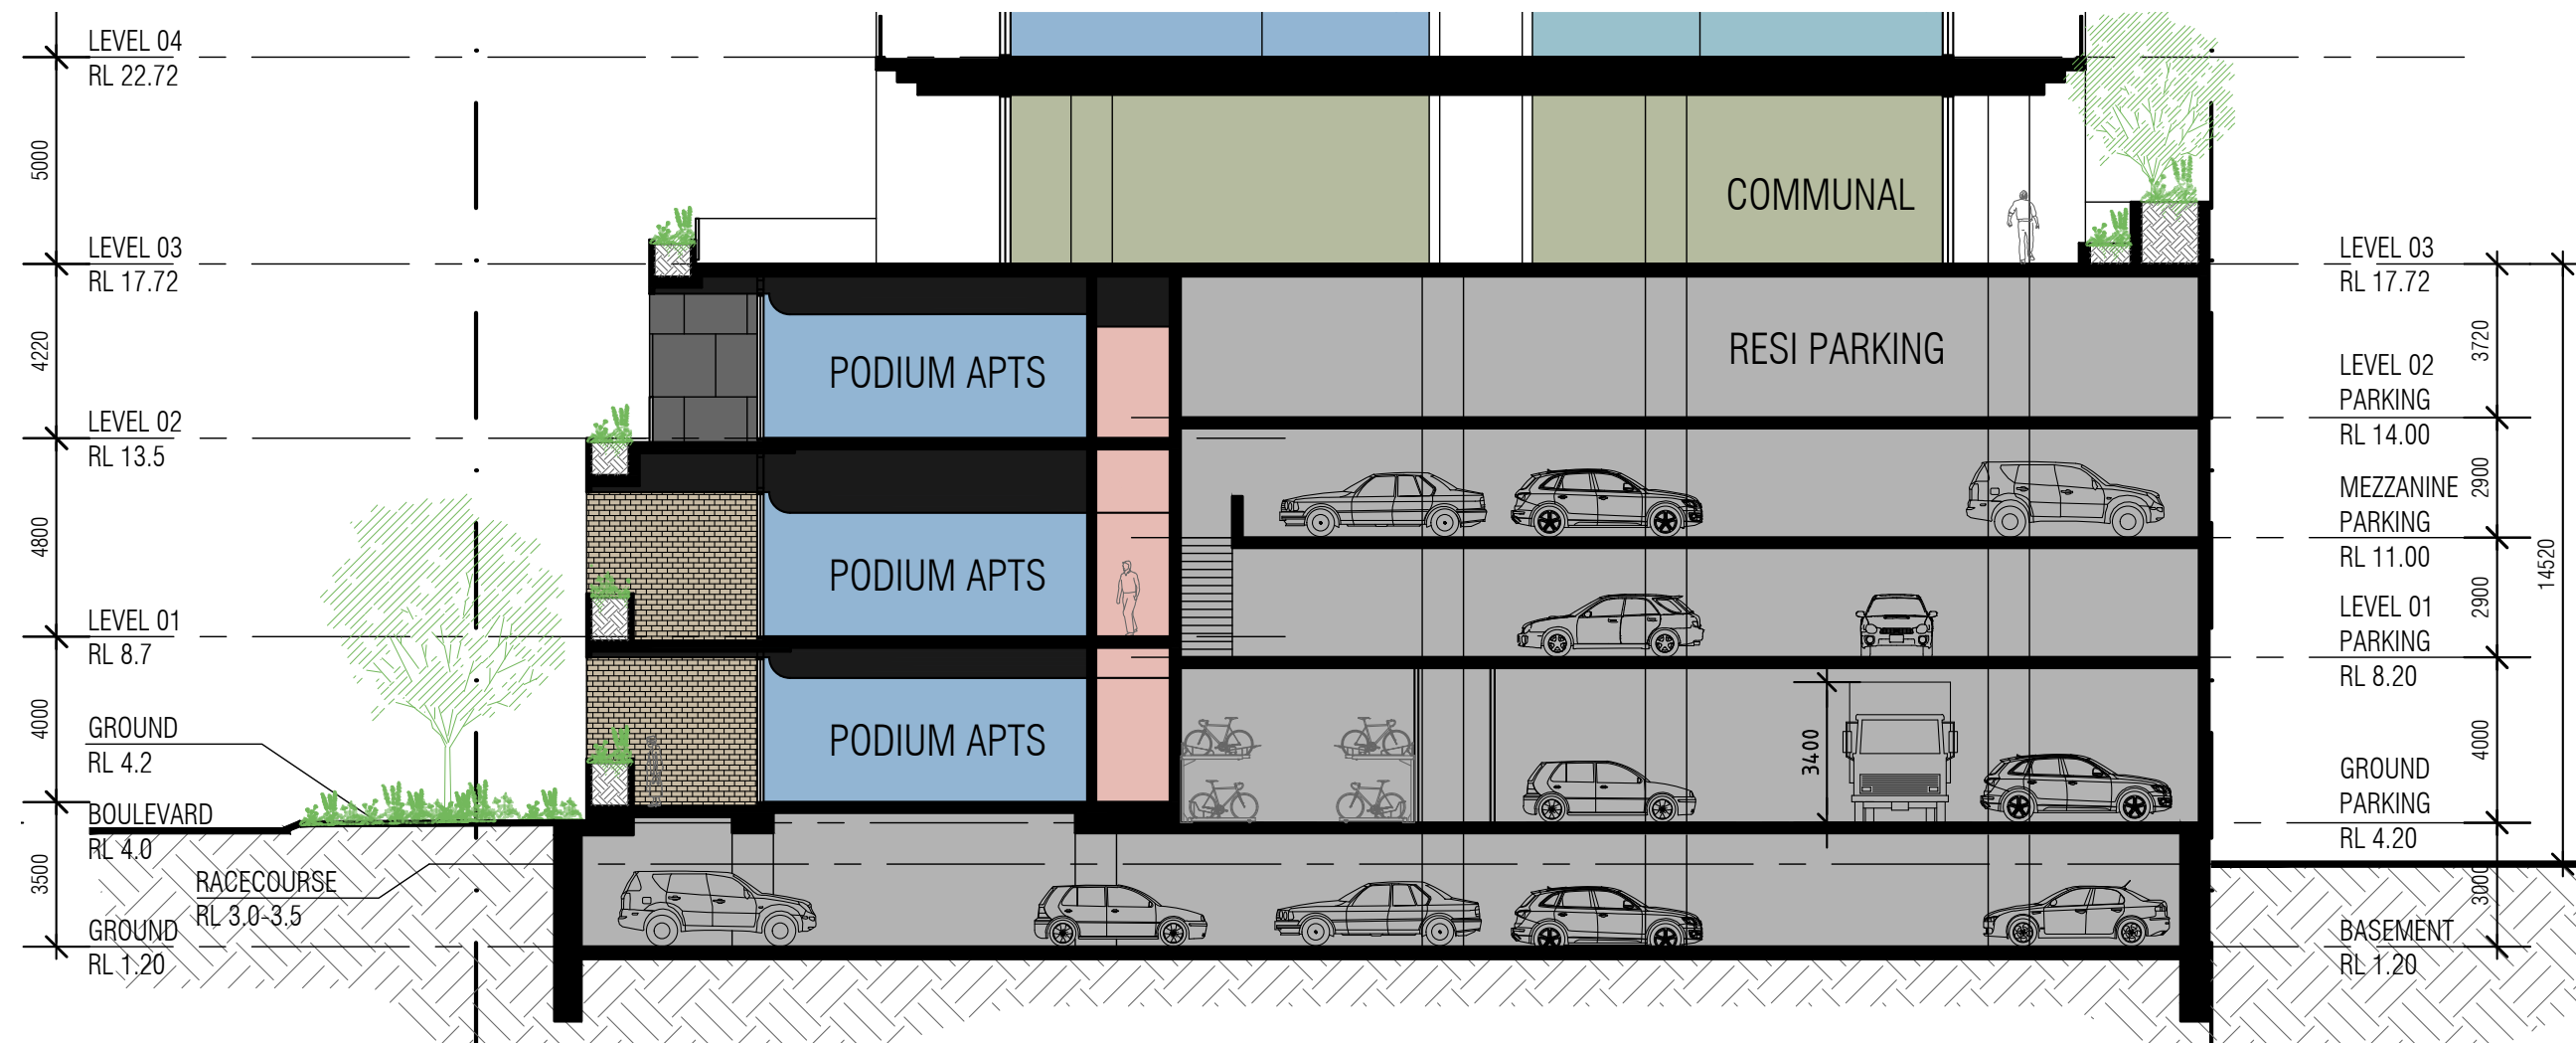 LEVEL 04
RL 22.72
5000
LEVEL 03
RL 17.72
4220
LEVEL 02
RL 13.5
4800
LEVEL 01
RL 8.7
4000
GROUND
RL 4.2
BOULEVARD
RL 4.0
3500
RACECOURSE
RL 3.0-3.5
GROUND
RL 1.20
COMMUNAL
RESI PARKING
PODIUM APTS
PODIUM APTS
PODIUM APTS
3400
LEVEL 03
RL 17.72
3720
LEVEL 02
PARKING
RL 14.00
2900
MEZZANINE
PARKING
RL 11.00
2900
14520
LEVEL 01
PARKING
RL 8.20
4000
GROUND
PARKING
RL 4.20
3000
BASEMENT
RL 1.20